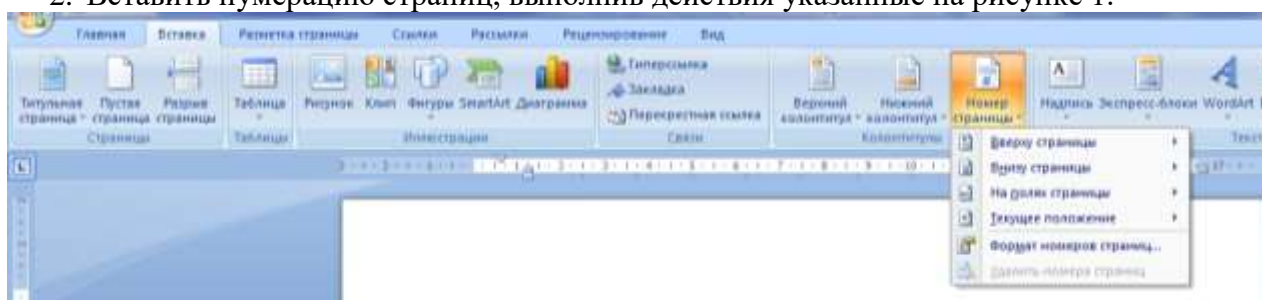 2. Вставить нумерацию страниц, выполнив действия указанные на рисунке 1.
Главная Вставка Разметка страницы Ссылки Рассылки Рецензирование Вид
Титульная страница Пустая страница Разрыв страницы Таблица Рисунок Клип Фигуры SmartArt Диаграмма Гиперссылка Верхний колонтитул Нижний колонтитул Номер страницы Надпись Экспресс-блоки WordArt
Закладка
Перекрестная ссылка
Страницы Таблицы Иллюстрации Связи Колонтитулы Текст
Вверху страницы
Внизу страницы
На полях страницы
Текущее положение
Формат номеров страниц...
Удалить номера страниц